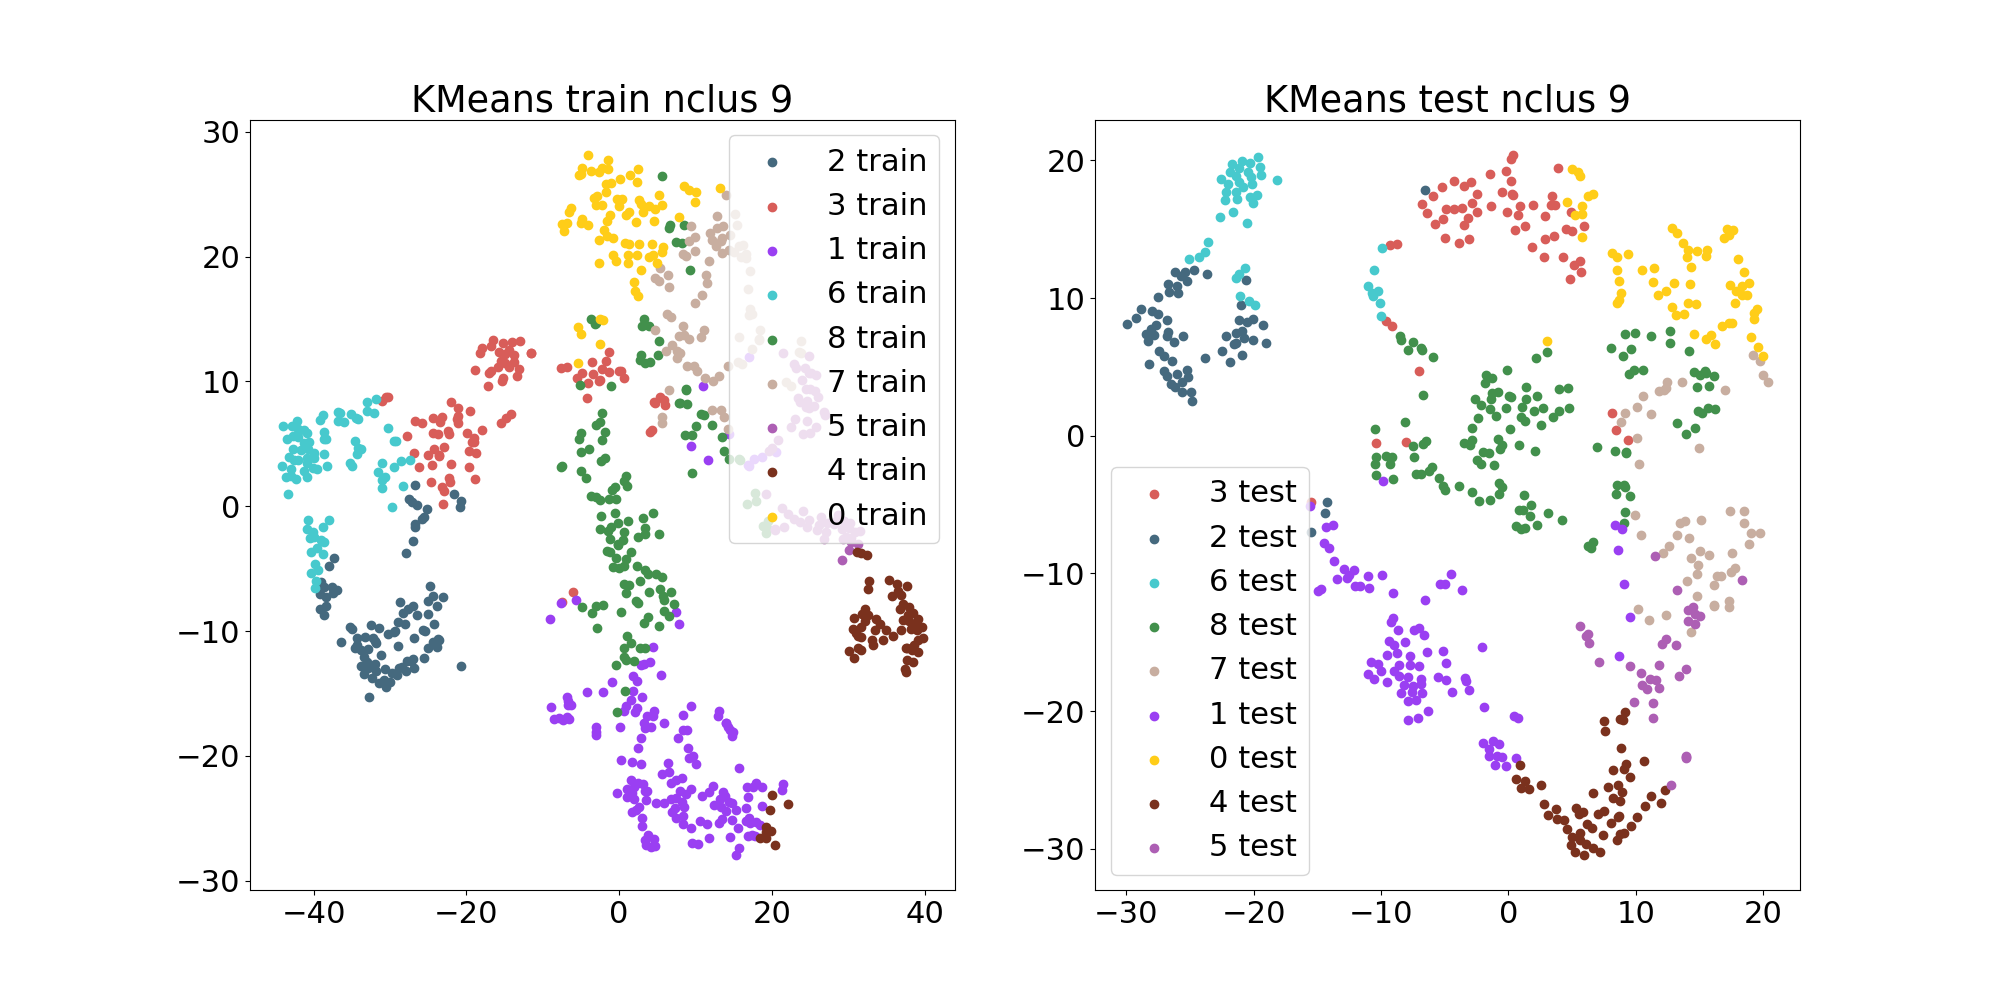 KMeans train nclus 9
30
20
10
0
−10
−20
−30
−40
−20
0
20
40
2 train
3 train
1 train
6 train
8 train
7 train
5 train
4 train
0 train
KMeans test nclus 9
20
10
0
−10
−20
−30
−30
−20
−10
0
10
20
3 test
2 test
6 test
8 test
7 test
1 test
0 test
4 test
5 test